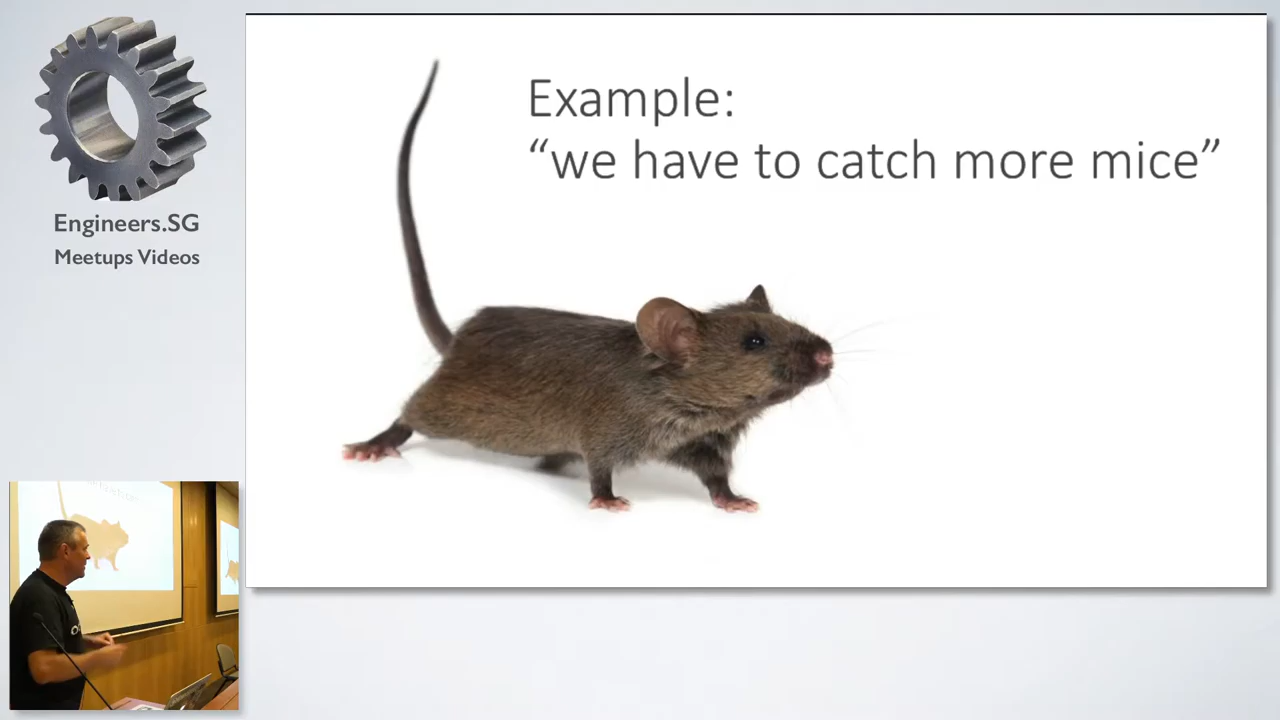 Engineers.SG
Meetups Videos
Example:
“we have to catch more mice”